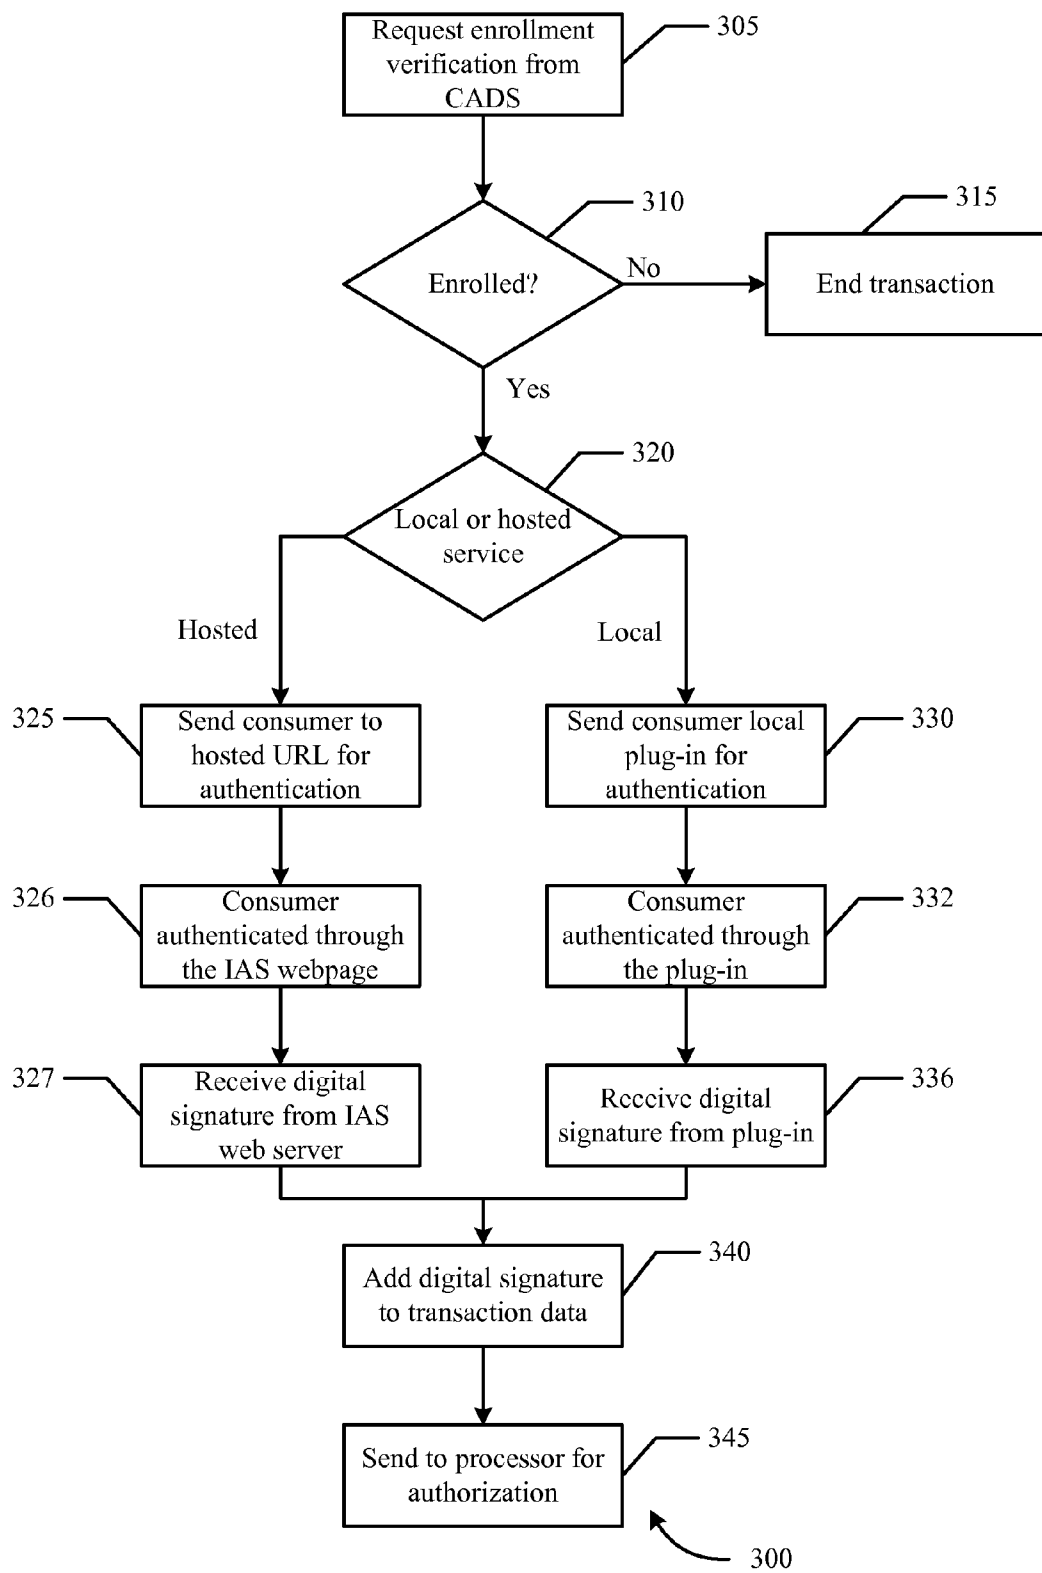 Request enrollment
verification from
CADS
305
310
Enrolled?
No
315
End transaction
Yes
320
Local or hosted
service
Hosted
Local
325
Send consumer to
hosted URL for
authentication
Send consumer local
plug-in for
authentication
330
326
Consumer
authenticated through
the IAS webpage
Consumer
authenticated through
the plug-in
332
327
Receive digital
signature from IAS
web server
Receive digital
signature from plug-in
336
340
Add digital signature
to transaction data
345
Send to processor for
authorization
300